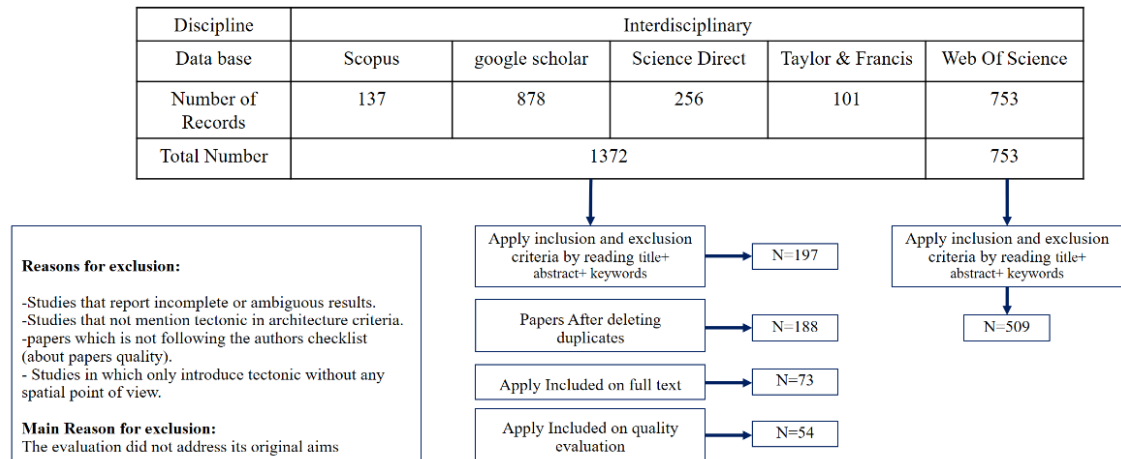 Discipline Interdisciplinary
Data base Scopus google scholar Science Direct Taylor & Francis Web Of Science
Number of Records 137 878 256 101 753
Total Number 1372 753
Apply inclusion and exclusion
criteria by reading title+
abstract+ keywords
N=197
Papers After deleting
duplicates
N=188
Apply Included on full text
N=73
Apply Included on quality
evaluation
N=54
Apply inclusion and exclusion
criteria by reading title+
abstract+ keywords
N=509
Reasons for exclusion:
-Studies that report incomplete or ambiguous results.
-Studies that not mention tectonic in architecture criteria.
-papers which is not following the authors checklist
(about papers quality).
- Studies in which only introduce tectonic without any
spatial point of view.
Main Reason for exclusion:
The evaluation did not address its original aims